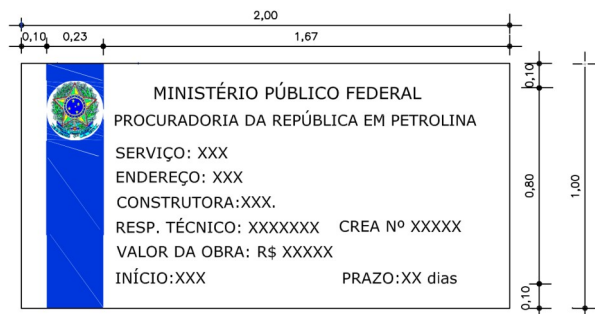 2,00
0,10 0,23 1,67
MINISTÉRIO PÚBLICO FEDERAL
PROCURADORIA DA REPÚBLICA EM PETROLINA
SERVIÇO: XXX
ENDEREÇO: XXX
CONSTRUTORA:XXX.
RESP. TÉCNICO: XXXXXXX CREA Nº XXXXX
VALOR DA OBRA: R$ XXXXX
INÍCIO:XXX PRAZO:XX dias
0,10
0,80
0,10
1,00